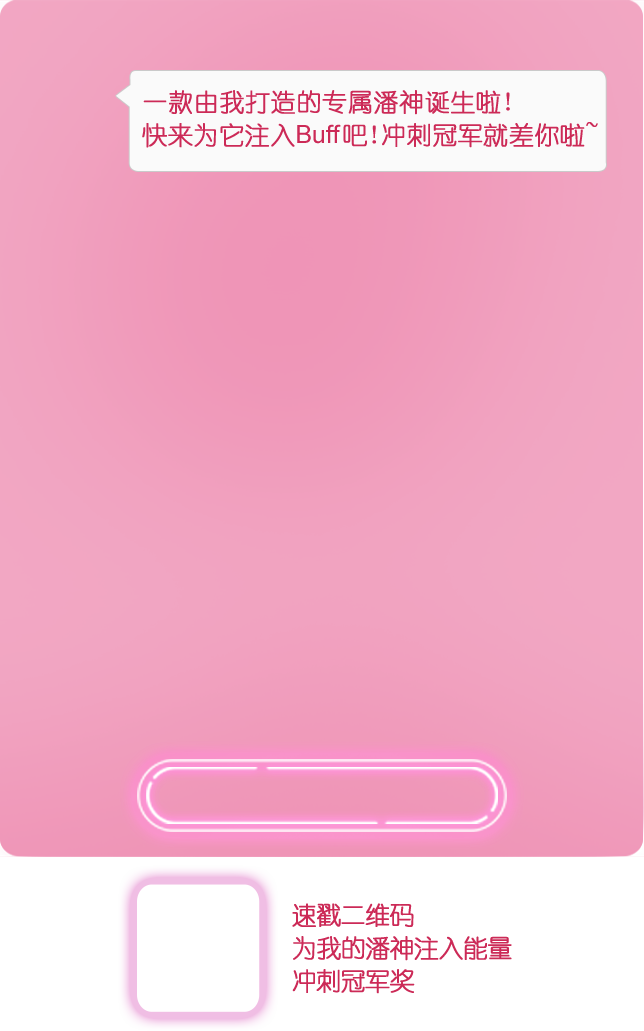 一款由我打造的专属潘神诞生啦！
快来为它注入Buff吧！冲刺冠军就差你啦~
速戳二维码
为我的潘神注入能量
冲刺冠军奖